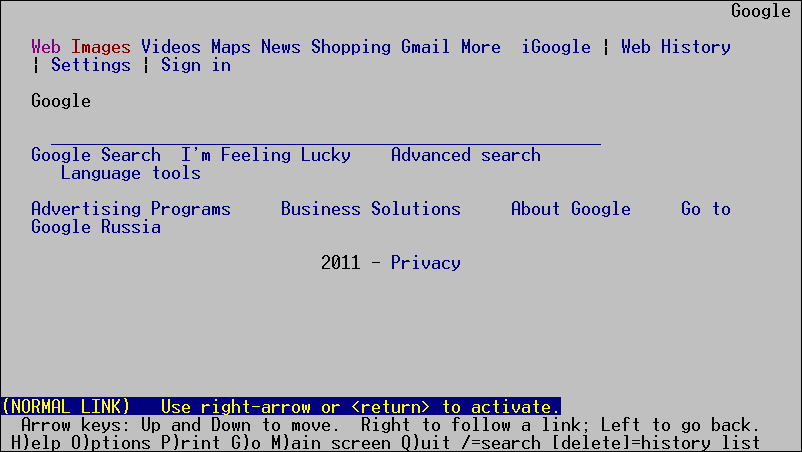 Google
Web Images Videos Maps News Shopping Gmail More iGoogle | Web History
| Settings | Sign in
Google
Google Search I'm Feeling Lucky Advanced search
Language tools
Advertising Programs Business Solutions About Google Go to
Google Russia
2011 - Privacy
(NORMAL LINK) Use right-arrow or <return> to activate.
Arrow keys: Up and Down to move. Right to follow a link; Left to go back.
H)elp O)ptions P)rint G)o M)ain screen Q)uit /=search [delete]=history list